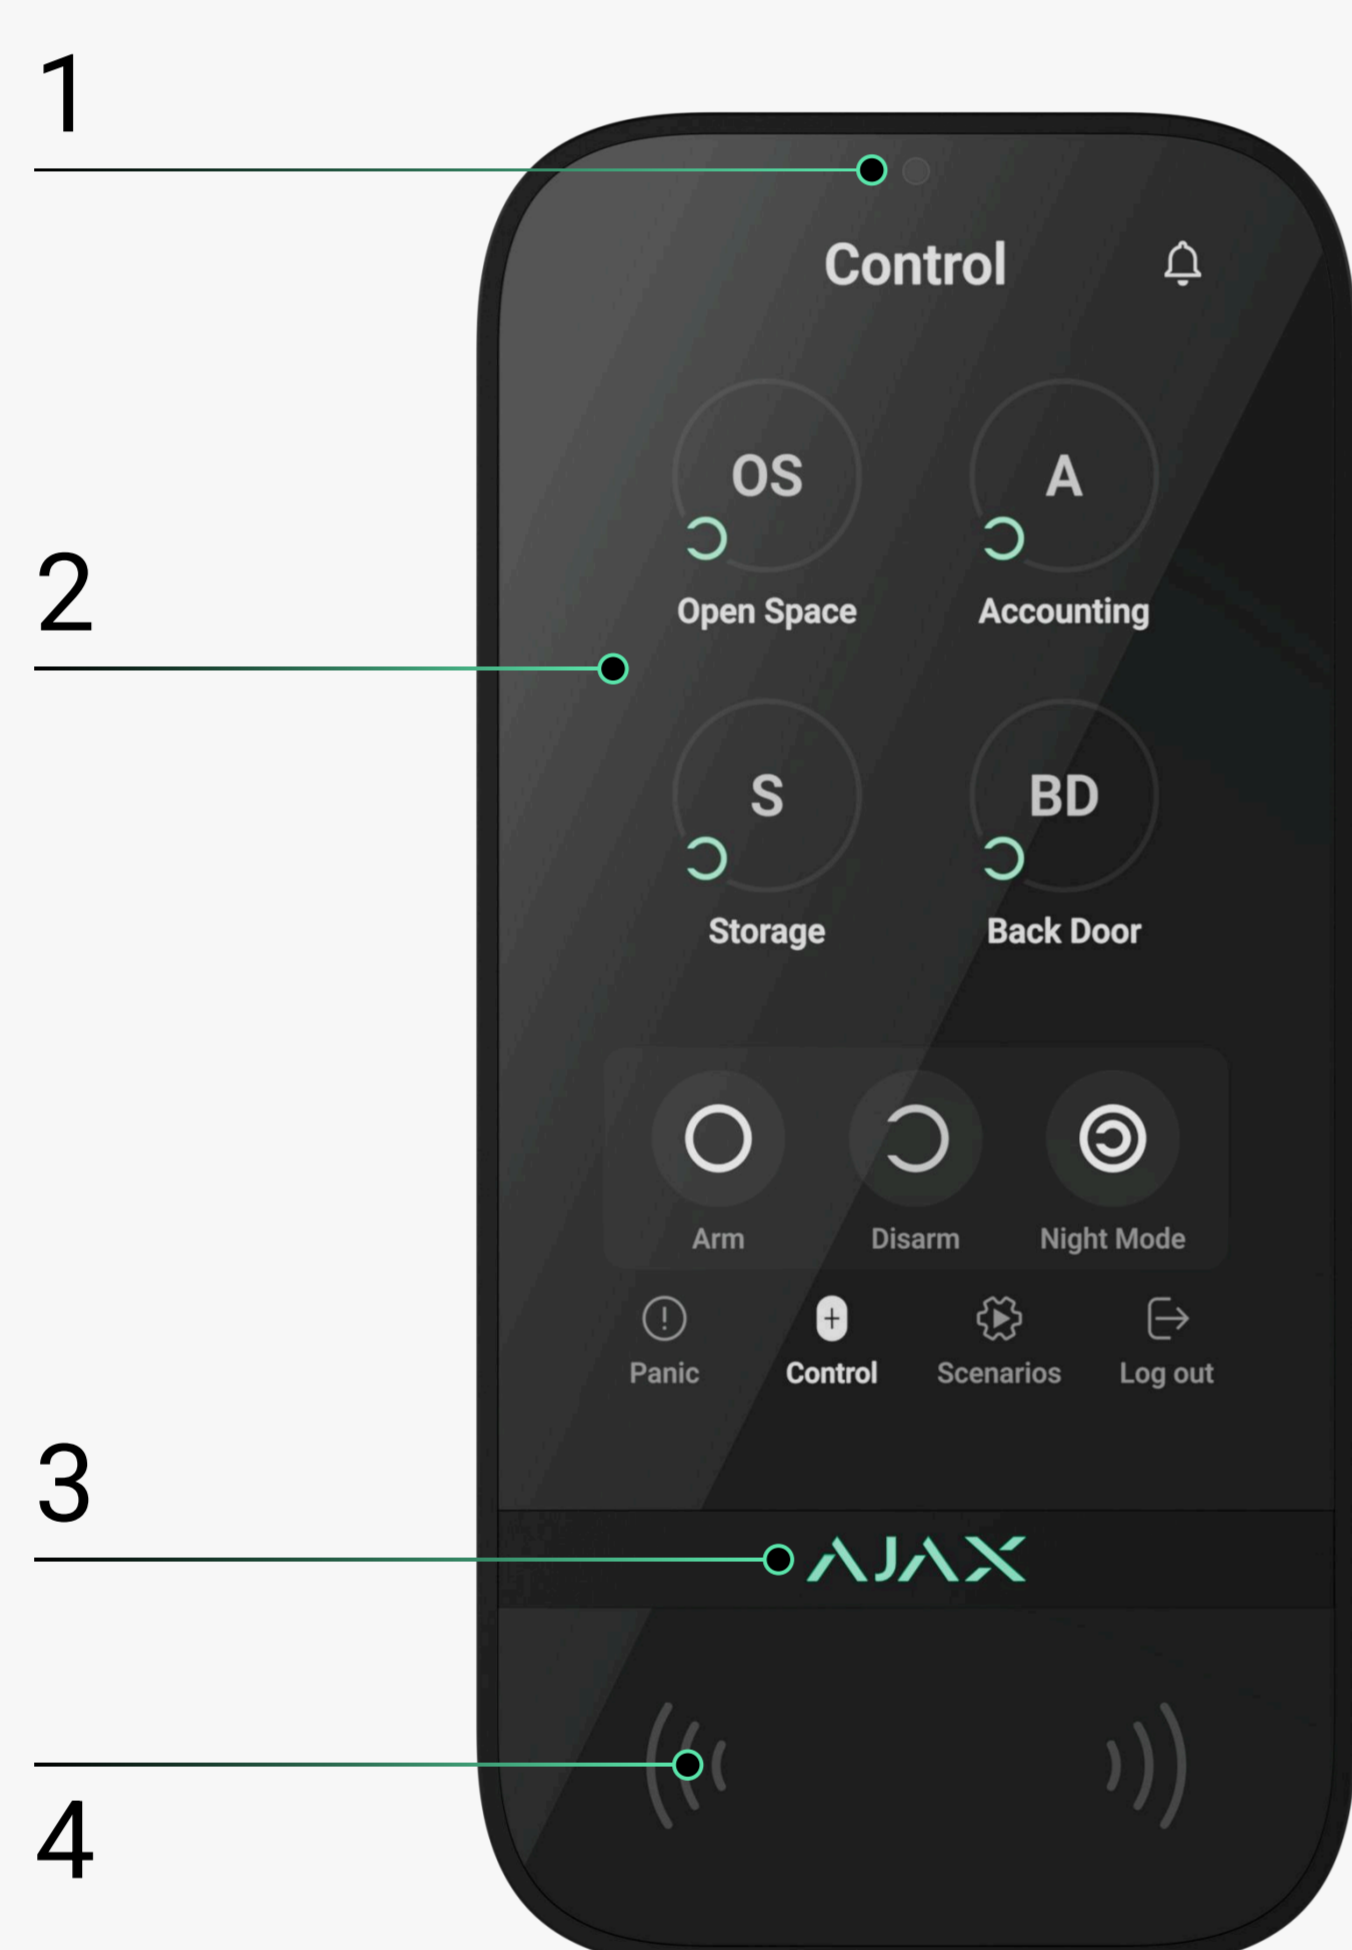 1
Control
OS A
Open Space Accounting
2
S BD
Storage Back Door
Arm Disarm Night Mode
Panic Control Scenarios Log out
3
AJAX
4